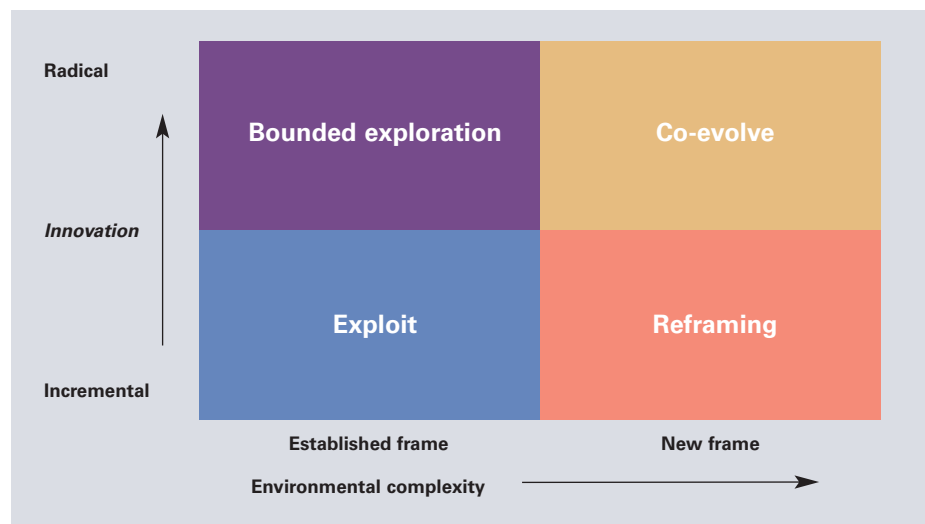 Radical
Bounded exploration
Co-evolve
Innovation
Exploit
Reframing
Incremental
Established frame
New frame
Environmental complexity